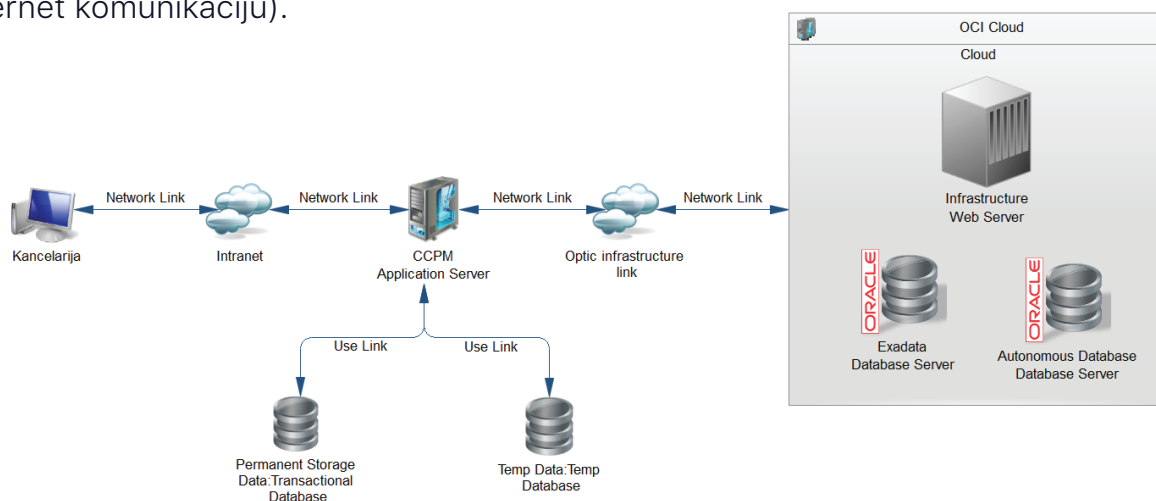 ernet komunikaciju).
OCI Cloud
Cloud
Infrastructure
Web Server
Network Link
Network Link
Network Link
Network Link
Kancelarija
Intranet
CCPM
Application Server
Optic infrastructure
link
ORACLE
Exadata
Database Server
ORACLE
Autonomous Database
Database Server
Use Link
Use Link
Permanent Storage
Data:Transactional
Database
Temp Data:Temp
Database